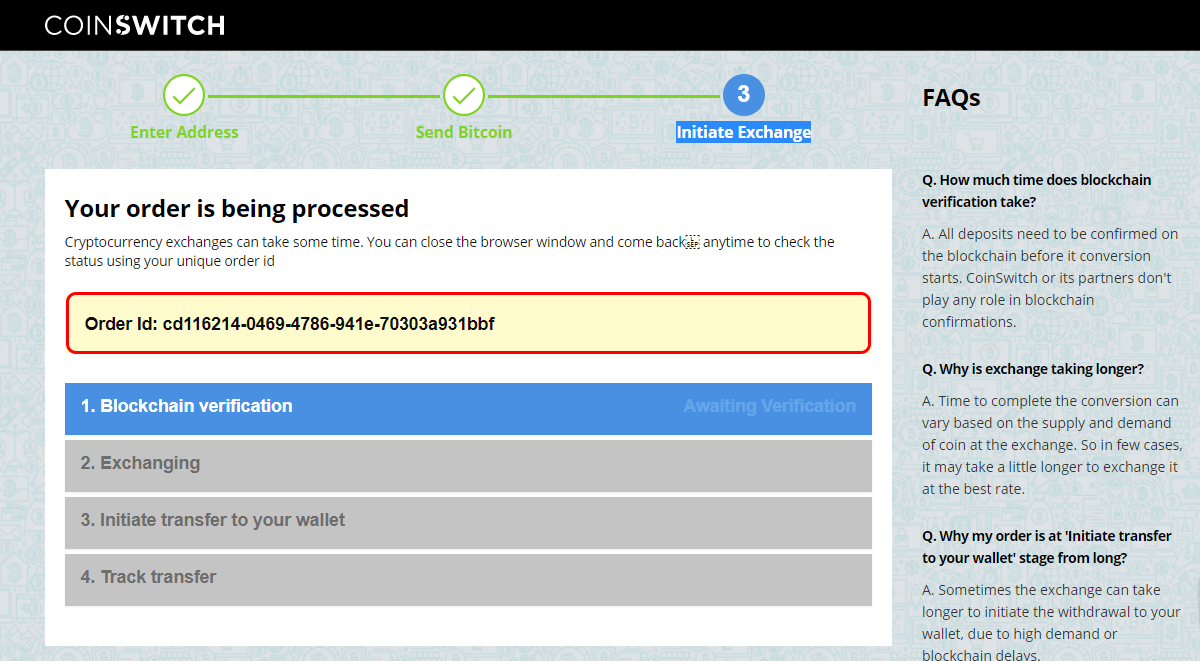 COINSWITCH
3
Enter Address
Send Bitcoin
Initiate Exchange
Your order is being processed
Cryptocurrency exchanges can take some time. You can close the browser window and come back anytime to check the
status using your unique order id
Order Id: cd116214-0469-4786-941e-70303a931bbf
1. Blockchain verification
Awaiting Verification
2. Exchanging
3. Initiate transfer to your wallet
4. Track transfer
FAQs
Q. How much time does blockchain
verification take?
A. All deposits need to be confirmed on
the blockchain before it conversion
starts. CoinSwitch or its partners don't
play any role in blockchain
confirmations.
Q. Why is exchange taking longer?
A. Time to complete the conversion can
vary based on the supply and demand
of coin at the exchange. So in few cases,
it may take a little longer to exchange it
at the best rate.
Q. Why my order is at 'Initiate transfer
to your wallet' stage from long?
A. Sometimes the exchange can take
longer to initiate the withdrawal to your
wallet, due to high demand or
blockchain delays.